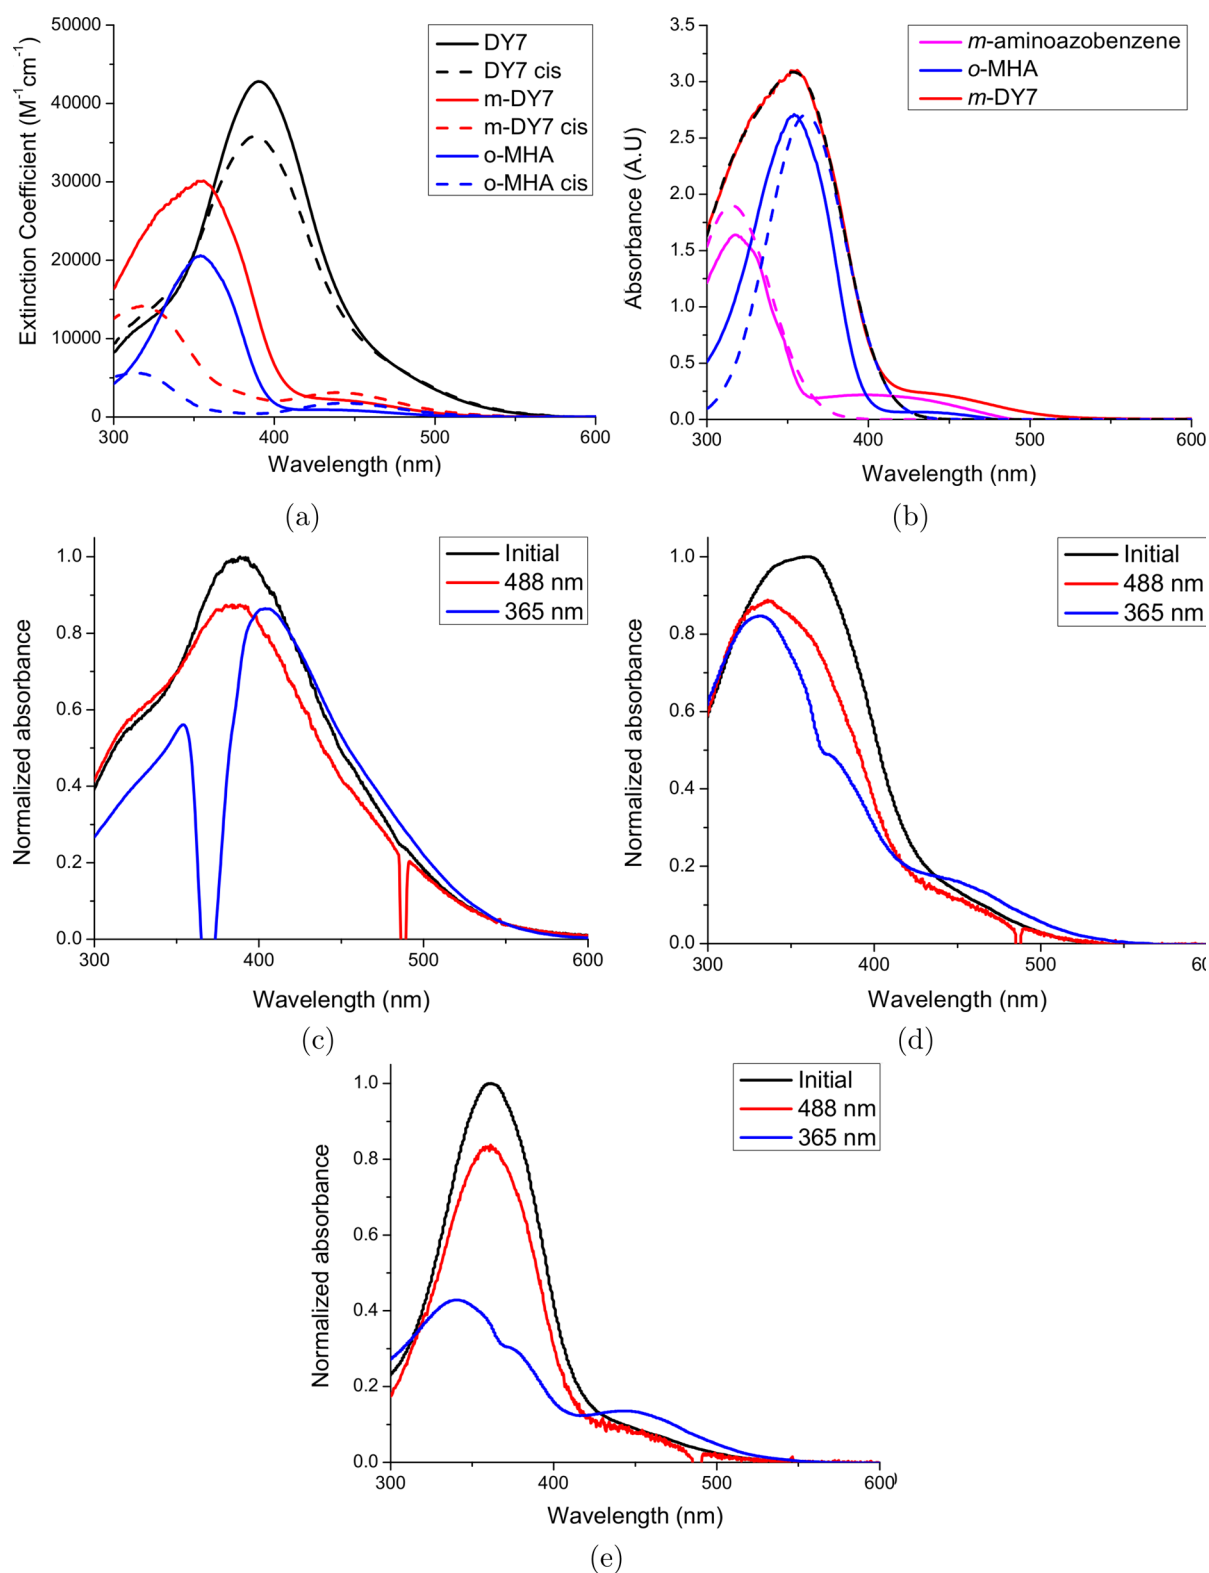 50000
40000
30000
20000
10000
0
300
400
500
600
Extinction Coefficient (M⁻¹cm⁻¹)
Wavelength (nm)
DY7
DY7 cis
m-DY7
m-DY7 cis
o-MHA
o-MHA cis
(a)
3.5
3.0
2.5
2.0
1.5
1.0
0.5
0.0
300
400
500
600
Absorbance (A.U)
Wavelength (nm)
m-aminoazobenzene
o-MHA
m-DY7
(b)
1.0
0.8
0.6
0.4
0.2
0.0
300
400
500
600
Normalized absorbance
Wavelength (nm)
Initial
488 nm
365 nm
(c)
1.0
0.8
0.6
0.4
0.2
0.0
300
400
500
600
Normalized absorbance
Wavelength (nm)
Initial
488 nm
365 nm
(d)
1.0
0.8
0.6
0.4
0.2
0.0
300
400
500
600
Normalized absorbance
Wavelength (nm)
Initial
488 nm
365 nm
(e)